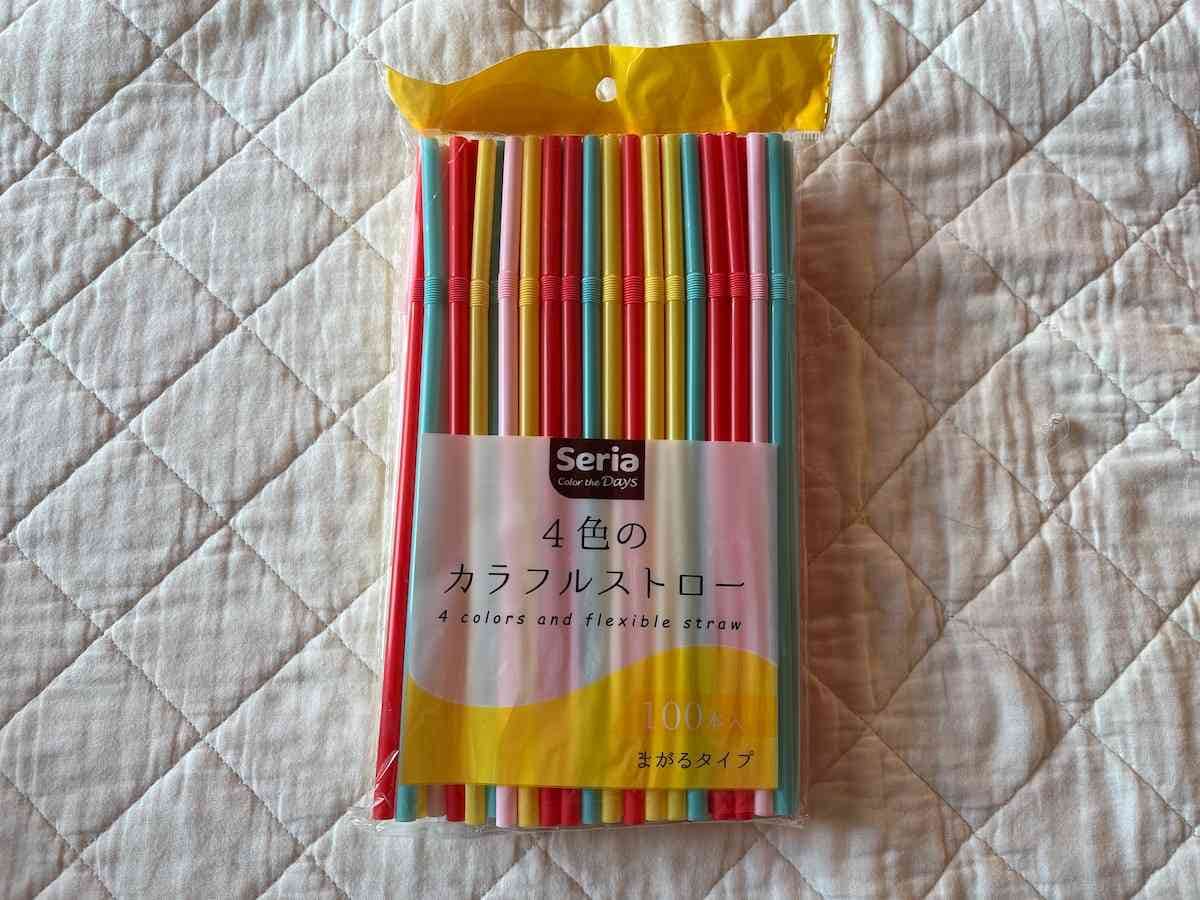 Seria
Color the Days
4色の
カラフルストロー
4 colors and flexible straw
100本入
まがるタイプ